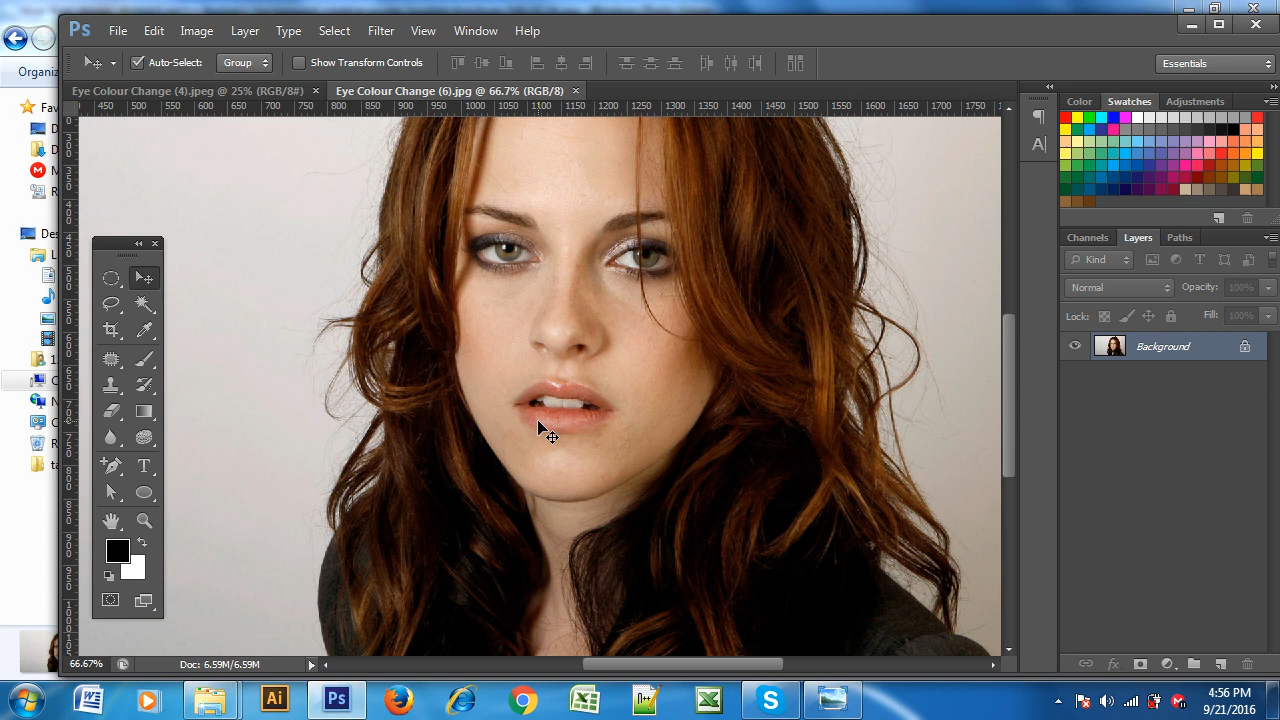 Ps File Edit Image Layer Type Select Filter View Window Help
Auto-Select: Group Show Transform Controls Essentials
Organiz
Eye Colour Change (4).jpeg @ 25% (RGB/8#) × Eye Colour Change (6).jpg @ 66.7% (RGB/8) ×
400 450 500 550 600 650 700 750 800 850 900 950 1000 1050 1100 1150 1200 1250 1300 1350 1400 1450 1500 1550 1600 1650 1700 1750
Color Swatches Adjustments
Fav
Des
Channels Layers Paths
Kind
Normal Opacity: 100%
Lock: Fill: 100%
Background
66.67% Doc: 6.59M/6.59M
4:56 PM
9/21/2016